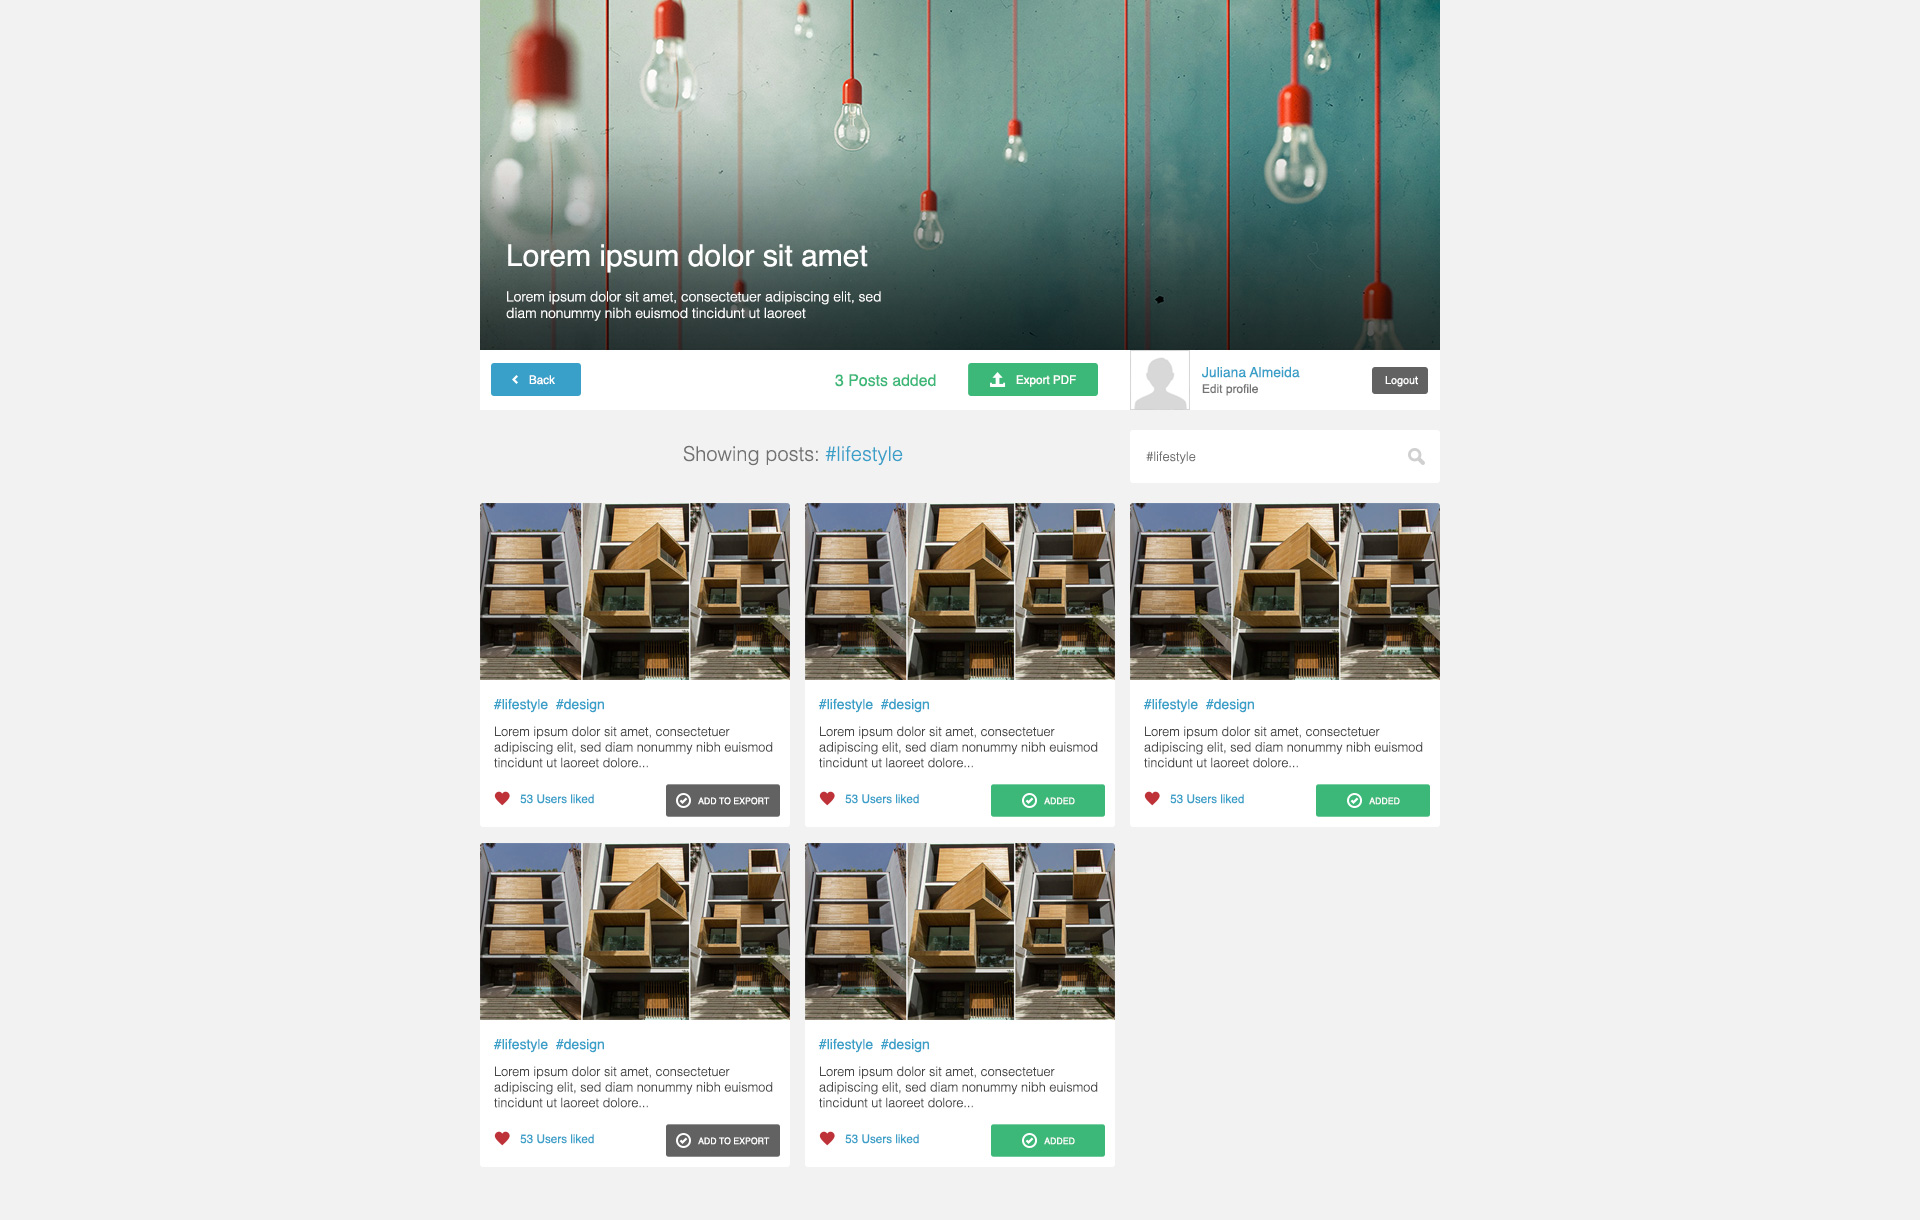 Lorem ipsum dolor sit amet
Lorem ipsum dolor sit amet, consectetuer adipiscing elit, sed
diam nonummy nibh euismod tincidunt ut laoreet
Back
3 Posts added
Export PDF
Juliana Almeida
Edit profile
Logout
Showing posts: #lifestyle
#lifestyle
#lifestyle #design
Lorem ipsum dolor sit amet, consectetuer
adipiscing elit, sed diam nonummy nibh euismod
tincidunt ut laoreet dolore...
53 Users liked
ADD TO EXPORT
#lifestyle #design
Lorem ipsum dolor sit amet, consectetuer
adipiscing elit, sed diam nonummy nibh euismod
tincidunt ut laoreet dolore...
53 Users liked
ADDED
#lifestyle #design
Lorem ipsum dolor sit amet, consectetuer
adipiscing elit, sed diam nonummy nibh euismod
tincidunt ut laoreet dolore...
53 Users liked
ADDED
#lifestyle #design
Lorem ipsum dolor sit amet, consectetuer
adipiscing elit, sed diam nonummy nibh euismod
tincidunt ut laoreet dolore...
53 Users liked
ADD TO EXPORT
#lifestyle #design
Lorem ipsum dolor sit amet, consectetuer
adipiscing elit, sed diam nonummy nibh euismod
tincidunt ut laoreet dolore...
53 Users liked
ADDED